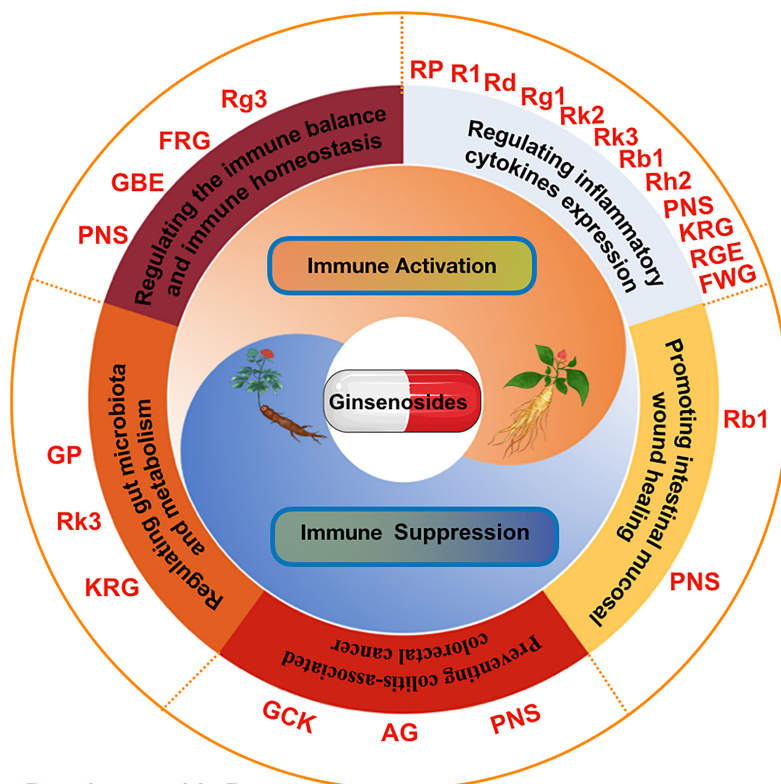 Rg3
FRG
GBE
PNS
Regulating the immune balance
and immune homeostasis
RP
R1
Rd
Rg1
Rk2
Rk3
Rb1
Rh2
PNS
KRG
RGE
FWG
Regulating inflammatory
cytokines expression
Immune Activation
Ginsenosides
Immune Suppression
Promoting intestinal mucosal
wound healing
Rb1
PNS
Preventing colitis-associated
colorectal cancer
GCK
AG
PNS
Regulating gut microbiota
and metabolism
GP
Rk3
KRG